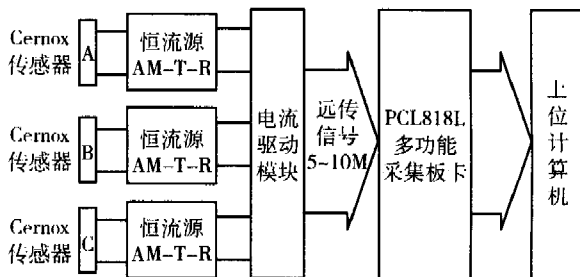 Cernox
传感器
A
恒流源
AM-T-R
Cernox
传感器
B
恒流源
AM-T-R
Cernox
传感器
C
恒流源
AM-T-R
电流
驱动
模块
远传
信号
5~10M
PCL818L
多功能
采集板卡
上
位
计
算
机